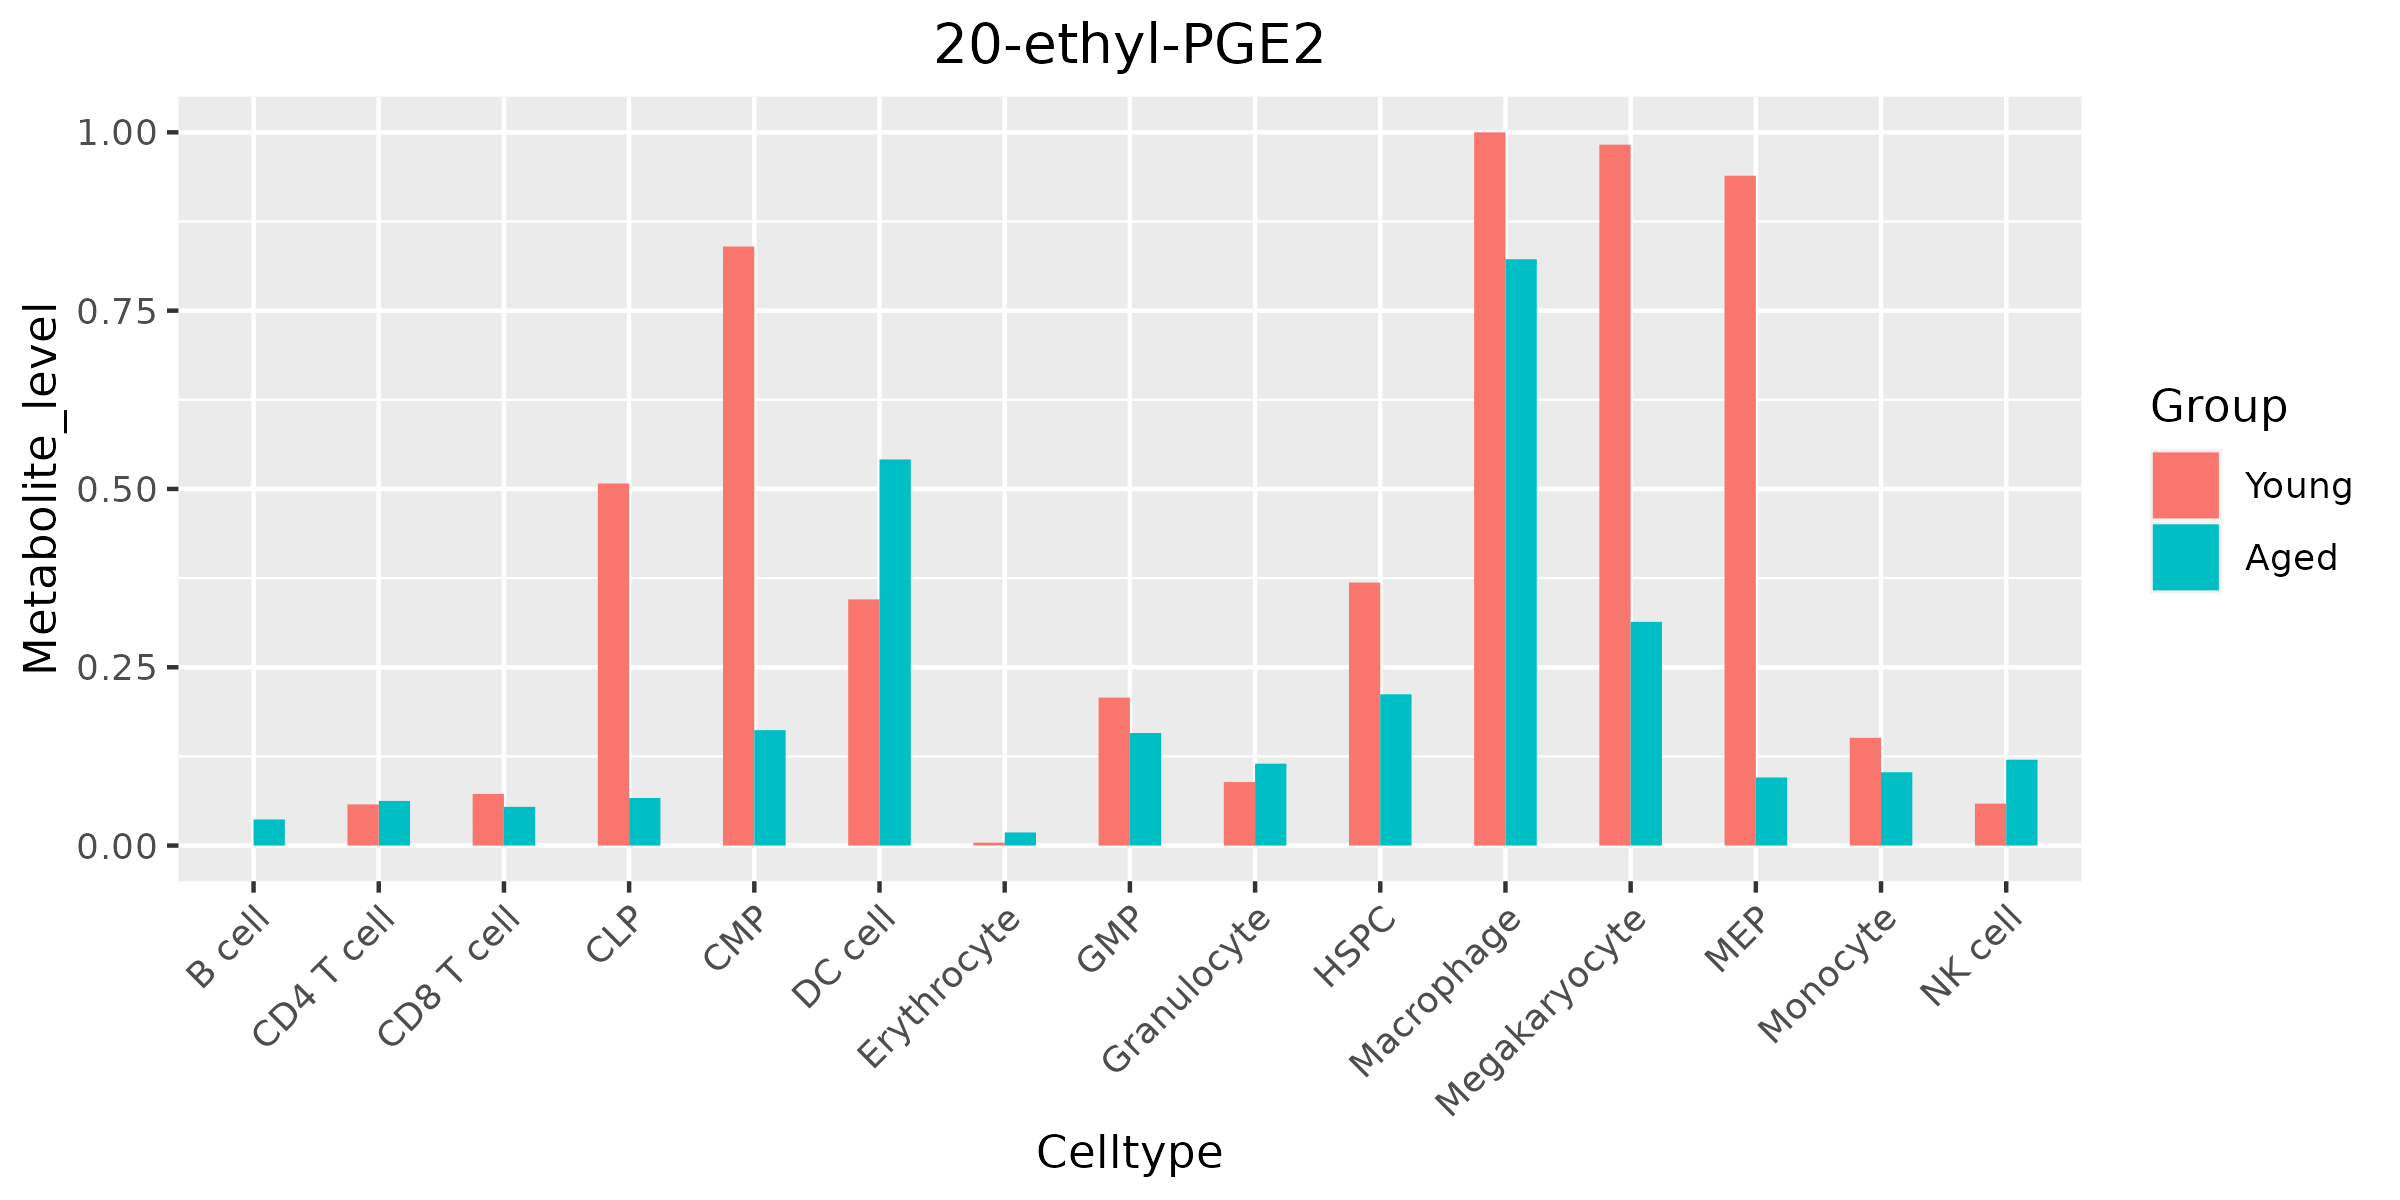 20-ethyl-PGE2
Metabolite_level
1.00
0.75
0.50
0.25
0.00
B cell
CD4 T cell
CD8 T cell
CLP
CMP
DC cell
Erythrocyte
GMP
Granulocyte
HSPC
Macrophage
Megakaryocyte
MEP
Monocyte
NK cell
Celltype
Group
Young
Aged